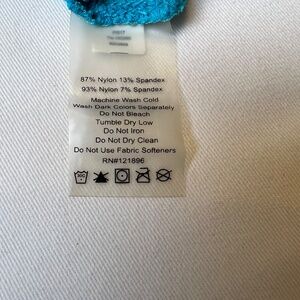 87% Nylon 13% Spandex
93% Nylon 7% Spandex
Machine Wash Cold
Wash Dark Colors Separately
Do Not Bleach
Tumble Dry Low
Do Not Iron
Do Not Dry Clean
Do Not Use Fabric Softeners
RN#121896